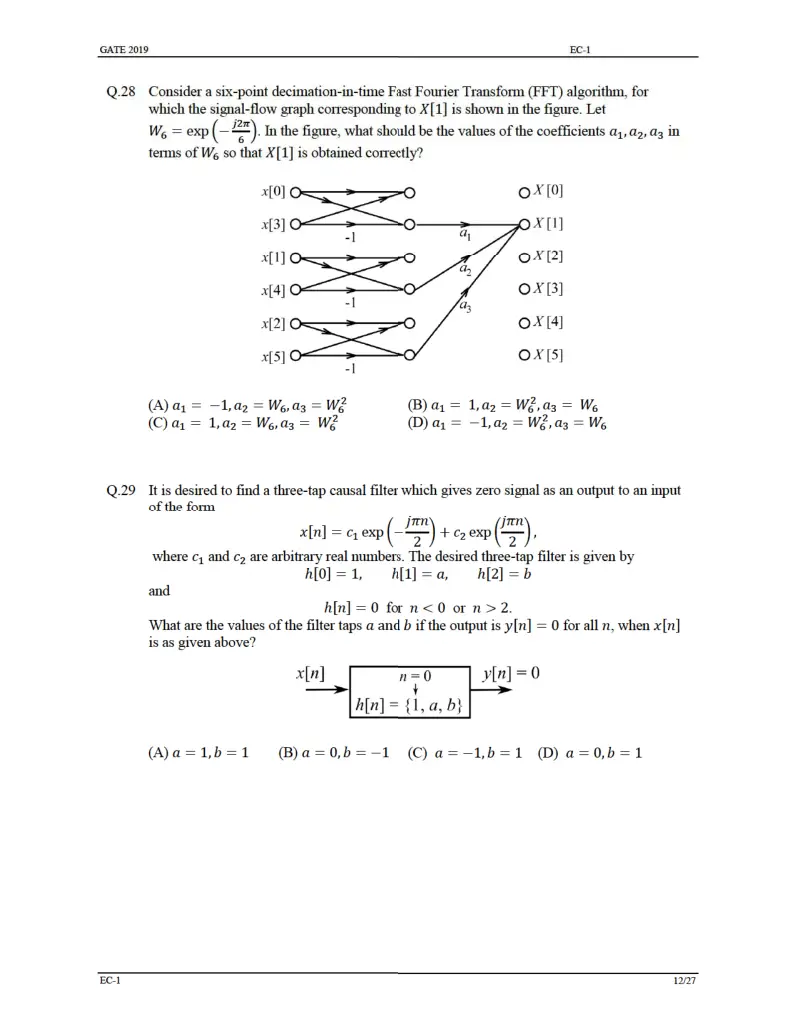 GATE 2019 EC-1
Q.28 Consider a six-point decimation-in-time Fast Fourier Transform (FFT) algorithm, for
which the signal-flow graph corresponding to X[1] is shown in the figure. Let
W₆ = exp(−j2π/6). In the figure, what should be the values of the coefficients a₁, a₂, a₃ in
terms of W₆ so that X[1] is obtained correctly?
x[0] X[0]
x[3] -1 a₁ X[1]
x[1] a₂ X[2]
x[4] -1 a₃ X[3]
x[2] X[4]
x[5] -1 X[5]
(A) a₁ = −1, a₂ = W₆, a₃ = W₆² (B) a₁ = 1, a₂ = W₆², a₃ = W₆
(C) a₁ = 1, a₂ = W₆, a₃ = W₆² (D) a₁ = −1, a₂ = W₆², a₃ = W₆
Q.29 It is desired to find a three-tap causal filter which gives zero signal as an output to an input
of the form
x[n] = c₁ exp(−jπn/2) + c₂ exp(jπn/2),
where c₁ and c₂ are arbitrary real numbers. The desired three-tap filter is given by
h[0] = 1, h[1] = a, h[2] = b
and
h[n] = 0 for n < 0 or n > 2.
What are the values of the filter taps a and b if the output is y[n] = 0 for all n, when x[n]
is as given above?
x[n] n = 0 y[n] = 0
↓
h[n] = {1, a, b}
(A) a = 1, b = 1 (B) a = 0, b = −1 (C) a = −1, b = 1 (D) a = 0, b = 1
EC-1 12/27